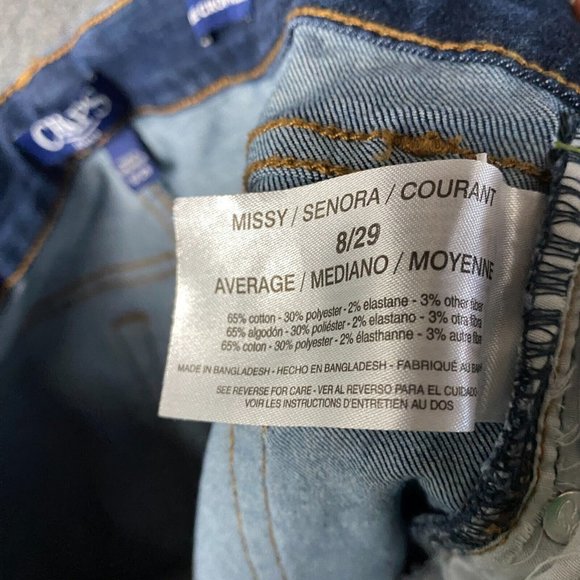 CHAPS
MISSY / SENORA / COURANT
8/29
AVERAGE / MEDIANO / MOYENNE
65% cotton - 30% polyester - 2% elastane - 3% other fiber
65% algodón - 30% poliéster - 2% elastano - 3% otra fibra
65% coton - 30% polyester - 2% élasthanne - 3% autre fibre
MADE IN BANGLADESH - HECHO EN BANGLADESH - FABRIQUÉ AU BAN
SEE REVERSE FOR CARE - VER AL REVERSO PARA EL CUIDADO
VOIR LES INSTRUCTIONS D'ENTRETIEN AU DOS